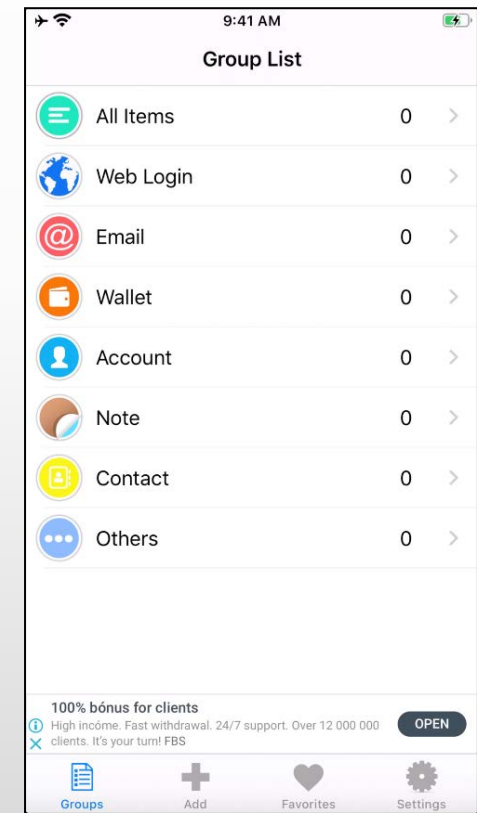 9:41 AM
Group List
All Items 0
Web Login 0
@ Email 0
Wallet 0
Account 0
Note 0
Contact 0
Others 0
100% bónus for clients
High incóme. Fast withdrawal. 24/7 support. Over 12 000 000
clients. It's your turn! FBS
OPEN
Groups Add Favorites Settings